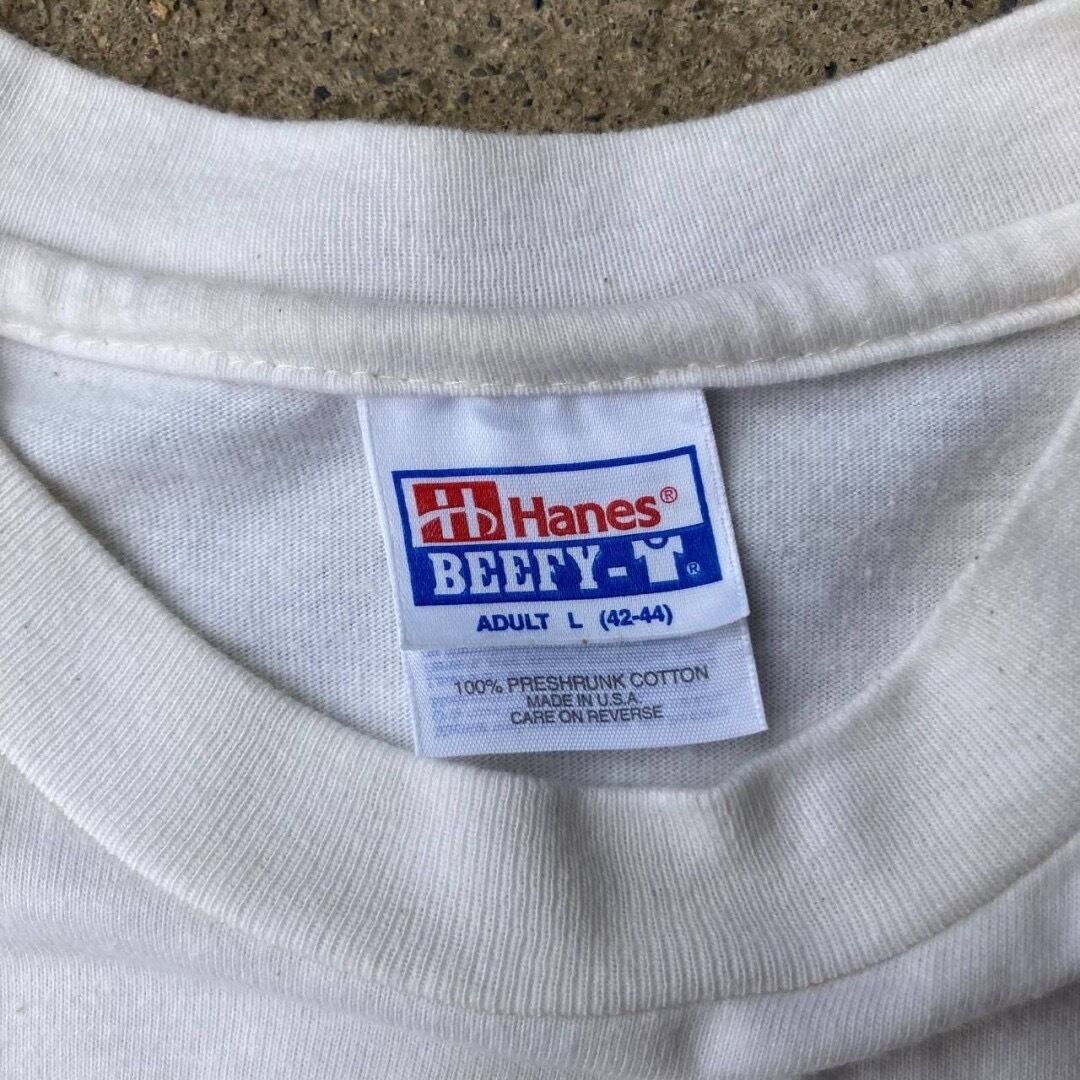 Hanes®
BEEFY-T®
ADULT L (42-44)
100% PRESHRUNK COTTON
MADE IN U.S.A
CARE ON REVERSE